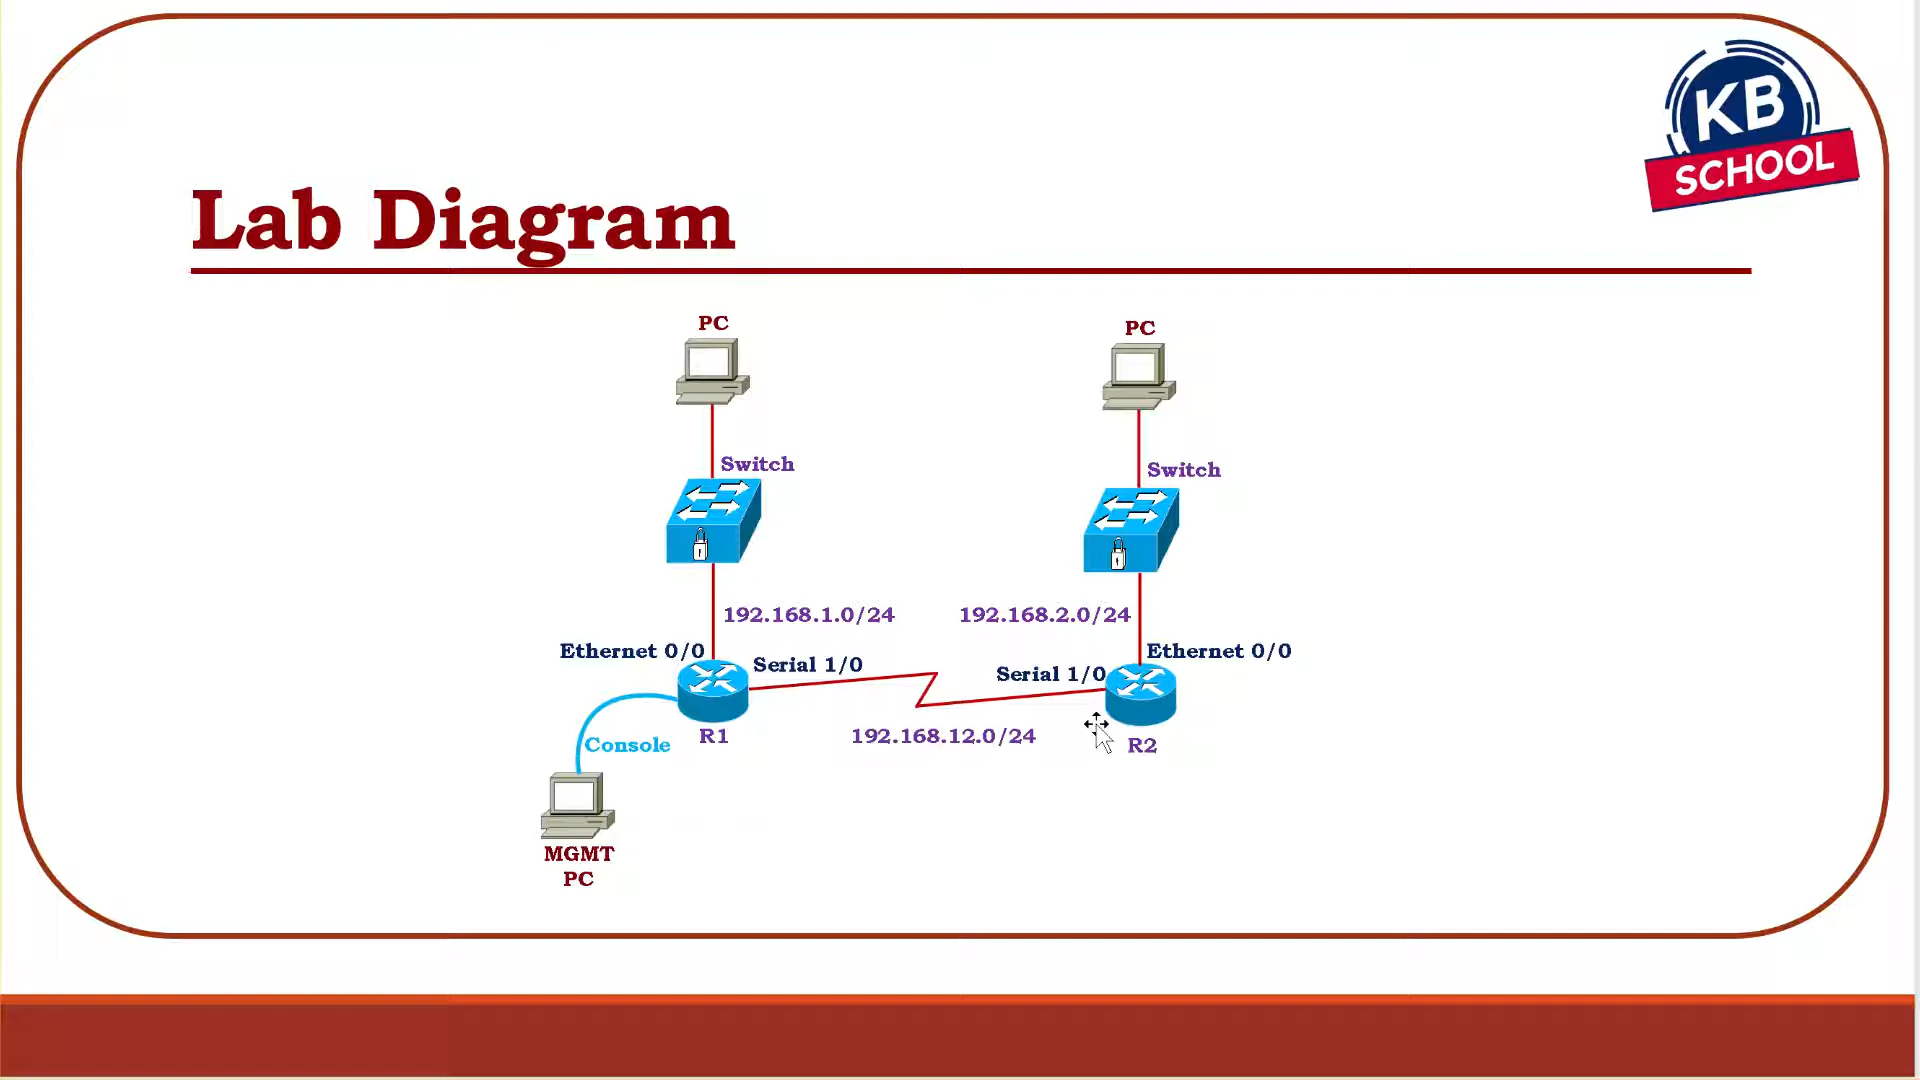 KB
SCHOOL
Lab Diagram
PC
PC
Switch
Switch
192.168.1.0/24
192.168.2.0/24
Ethernet 0/0
Ethernet 0/0
Serial 1/0
Serial 1/0
R1
192.168.12.0/24
R2
Console
MGMT
PC